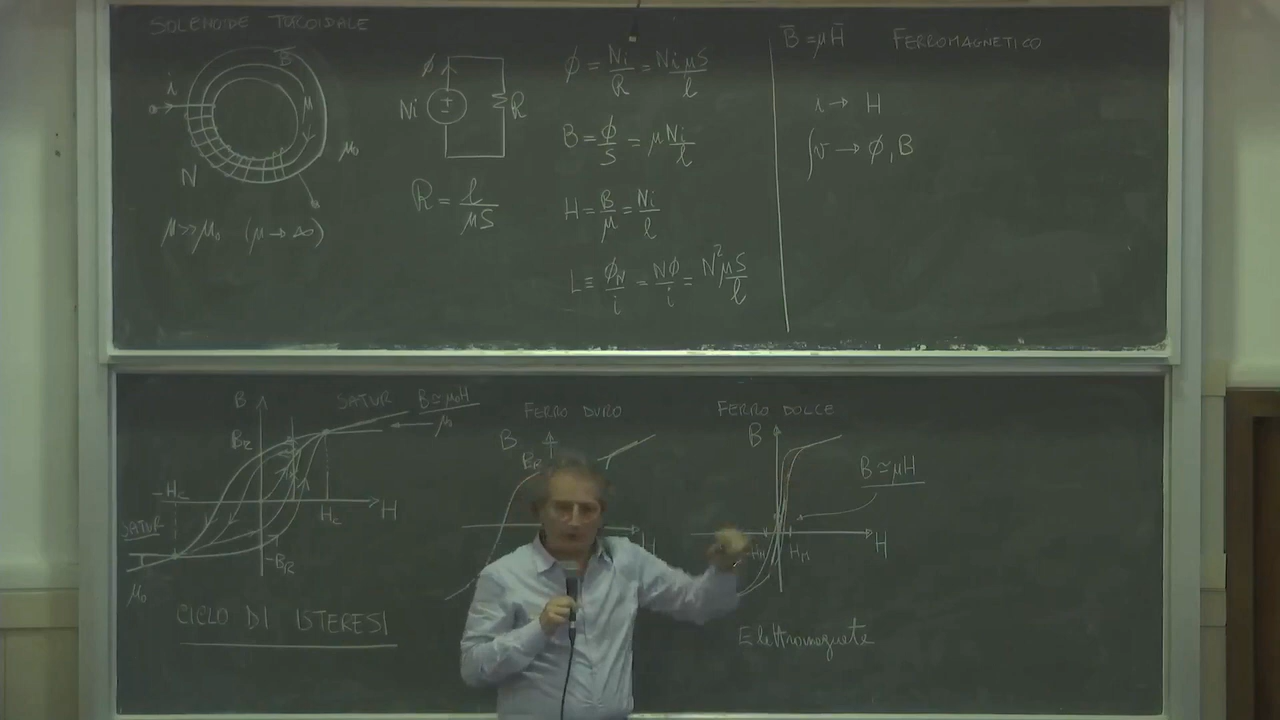 SOLENOIDE TOROIDALE
B̅
i
μ
μ₀
N
μ>>μ₀ (μ→∞)
ϕ
Ni
R
R = l/μS
ϕ = Ni/R = NiμS/l
B = ϕ/S = μNi/l
H = B/μ = Ni/l
L ≡ ϕ_N/i = Nϕ/i = N²μS/l
B̅ = μH̅ FERROMAGNETICO
i → H
∫v → ϕ, B
B
SATUR B≃μ₀H
μ₀
B_R
-H_c
H_c
H
SATUR
-B_R
μ₀
CICLO DI ISTERESI
FERRO DURO
B
B_R
H
FERRO DOLCE
B
B≃μH
-H_M
H_M
H
Elettromagnete